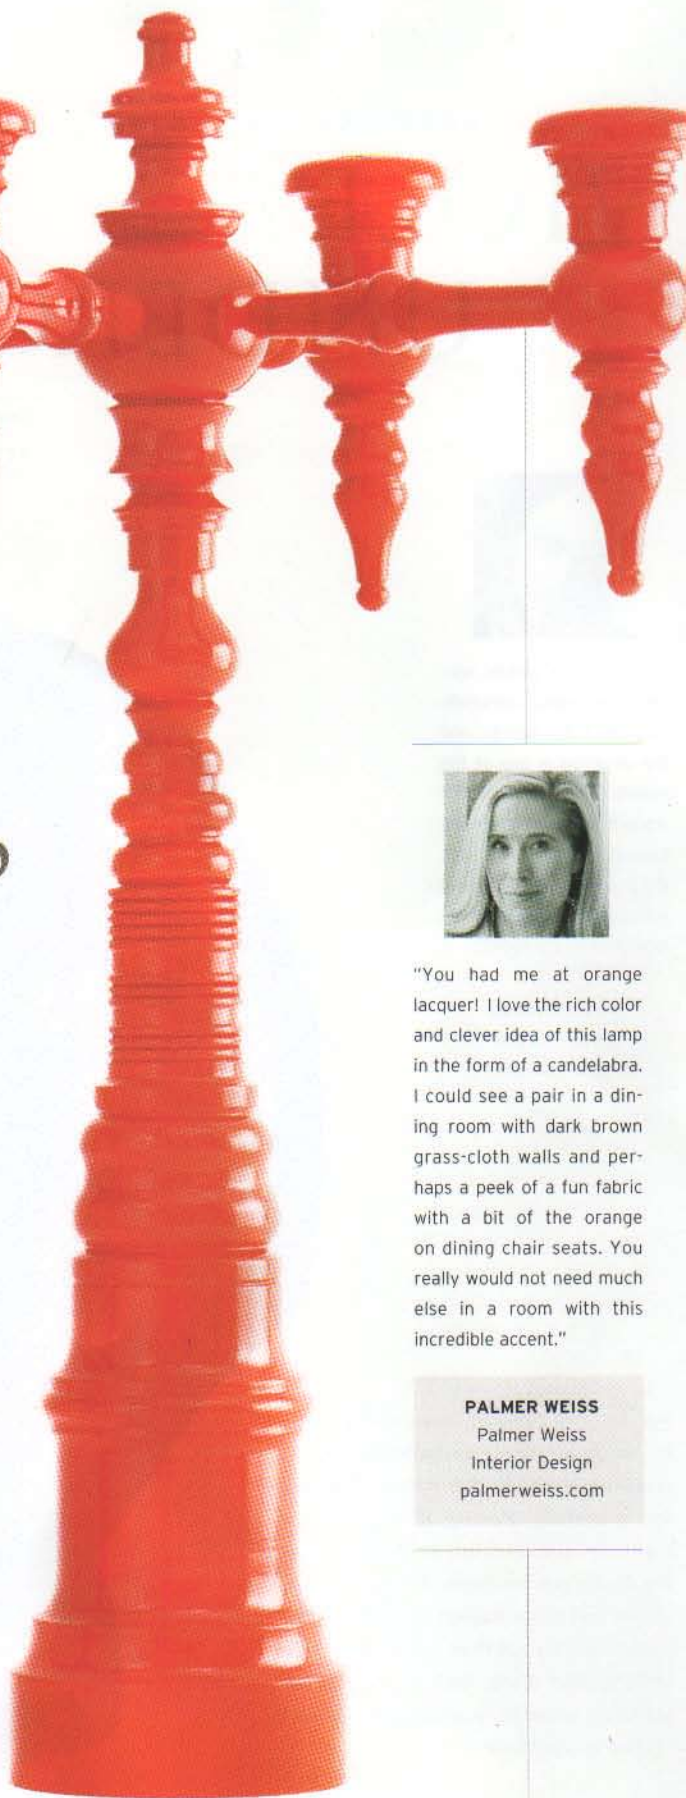 "You had me at orange
lacquer! I love the rich color
and clever idea of this lamp
in the form of a candelabra.
I could see a pair in a din-
ing room with dark brown
grass-cloth walls and per-
haps a peek of a fun fabric
with a bit of the orange
on dining chair seats. You
really would not need much
else in a room with this
incredible accent."
PALMER WEISS
Palmer Weiss
Interior Design
palmerweiss.com